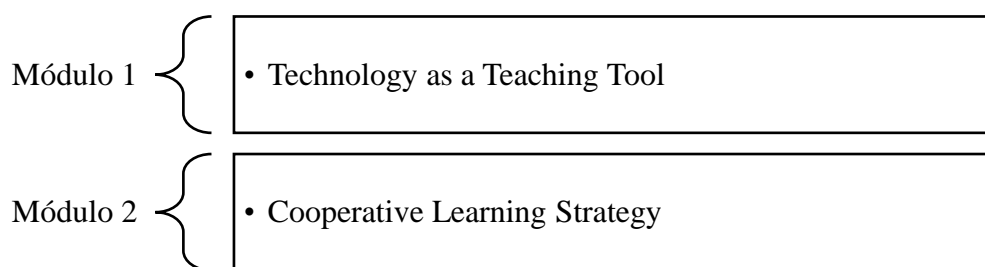 Módulo 1
• Technology as a Teaching Tool
Módulo 2
• Cooperative Learning Strategy